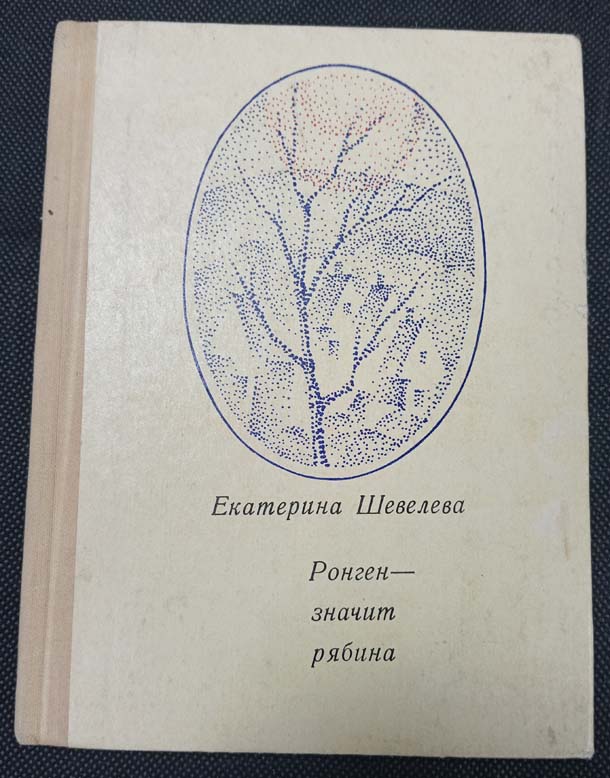 Екатерина Шевелева
Ронген—
значит
рябина